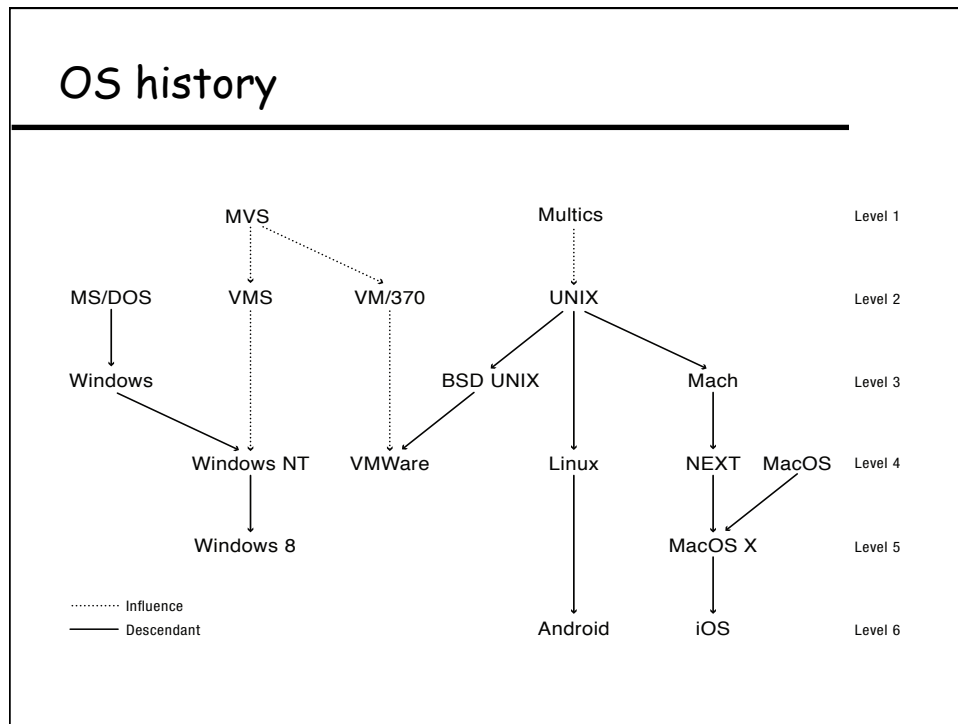 OS history
MVS Multics Level 1
MS/DOS VMS VM/370 UNIX Level 2
Windows BSD UNIX Mach Level 3
Windows NT VMWare Linux NEXT MacOS Level 4
Windows 8 MacOS X Level 5
Influence
Descendant Android iOS Level 6